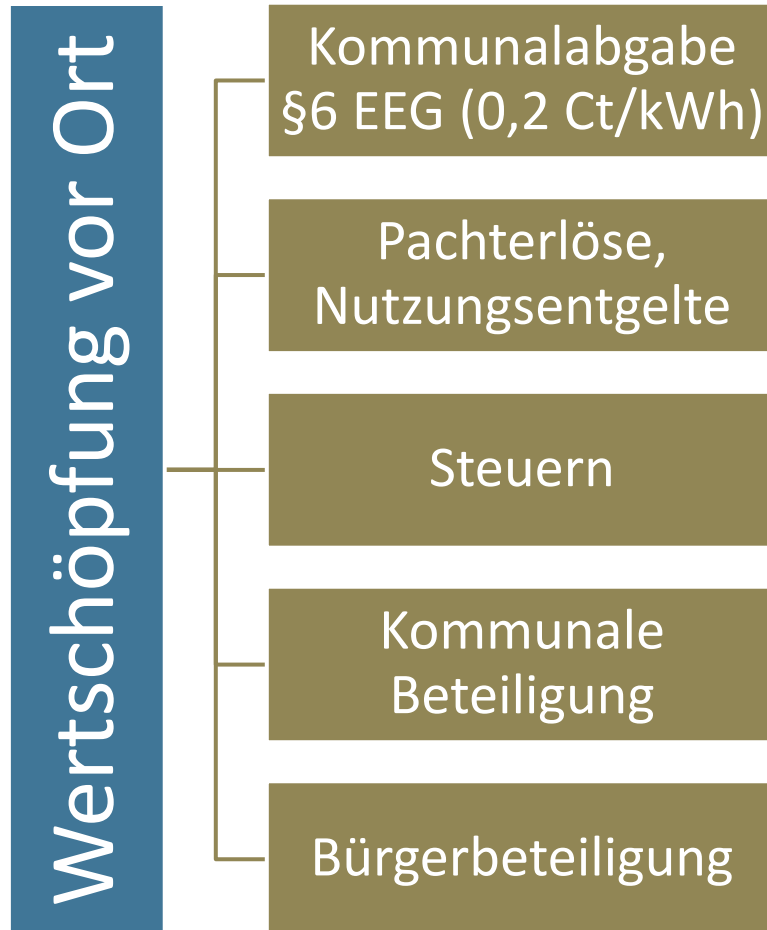 Wertschöpfung vor Ort
Kommunalabgabe
§6 EEG (0,2 Ct/kWh)
Pachterlöse,
Nutzungsentgelte
Steuern
Kommunale
Beteiligung
Bürgerbeteiligung